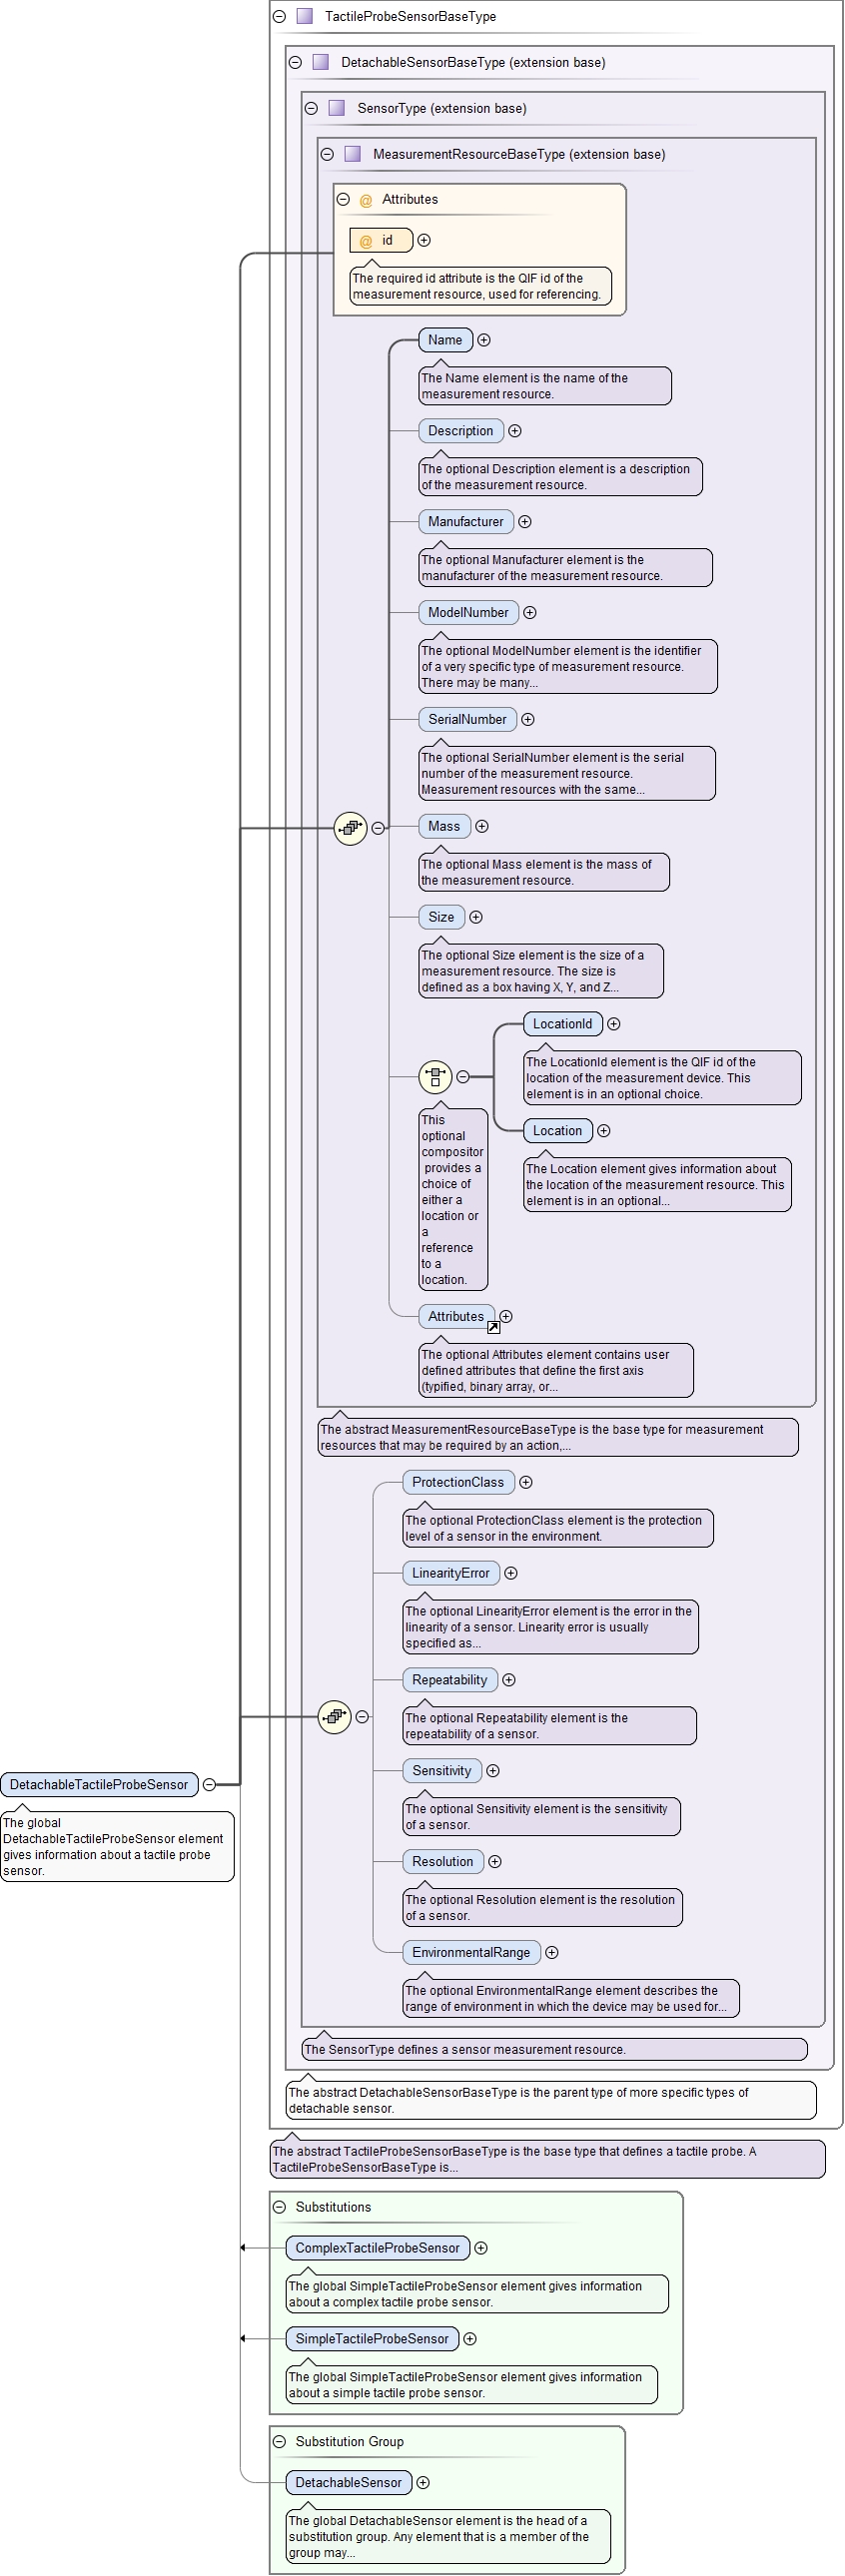 TactileProbeSensorBaseType
DetachableSensorBaseType (extension base)
SensorType (extension base)
MeasurementResourceBaseType (extension base)
@ Attributes
@ id
The required id attribute is the QIF id of the
measurement resource, used for referencing.
Name
The Name element is the name of the
measurement resource.
Description
The optional Description element is a description
of the measurement resource.
Manufacturer
The optional Manufacturer element is the
manufacturer of the measurement resource.
ModelNumber
The optional ModelNumber element is the identifier
of a very specific type of measurement resource.
There may be many...
SerialNumber
The optional SerialNumber element is the serial
number of the measurement resource.
Measurement resources with the same...
Mass
The optional Mass element is the mass of
the measurement resource.
Size
The optional Size element is the size of a
measurement resource. The size is
defined as a box having X, Y, and Z...
LocationId
The LocationId element is the QIF id of the
location of the measurement device. This
element is in an optional choice.
Location
The Location element gives information about
the location of the measurement resource. This
element is in an optional...
This
optional
compositor
provides a
choice of
either a
location or
a
reference
to a
location.
Attributes
The optional Attributes element contains user
defined attributes that define the first axis
(typified, binary array, or...
The abstract MeasurementResourceBaseType is the base type for measurement
resources that may be required by an action,...
ProtectionClass
The optional ProtectionClass element is the protection
level of a sensor in the environment.
LinearityError
The optional LinearityError element is the error in the
linearity of a sensor. Linearity error is usually
specified as...
Repeatability
The optional Repeatability element is the
repeatability of a sensor.
Sensitivity
The optional Sensitivity element is the sensitivity
of a sensor.
Resolution
The optional Resolution element is the resolution
of a sensor.
EnvironmentalRange
The optional EnvironmentalRange element describes the
range of environment in which the device may be used for...
The SensorType defines a sensor measurement resource.
The abstract DetachableSensorBaseType is the parent type of more specific types of
detachable sensor.
The abstract TactileProbeSensorBaseType is the base type that defines a tactile probe. A
TactileProbeSensorBaseType is...
DetachableTactileProbeSensor
The global
DetachableTactileProbeSensor element
gives information about a tactile probe
sensor.
Substitutions
ComplexTactileProbeSensor
The global SimpleTactileProbeSensor element gives information
about a complex tactile probe sensor.
SimpleTactileProbeSensor
The global SimpleTactileProbeSensor element gives information
about a simple tactile probe sensor.
Substitution Group
DetachableSensor
The global DetachableSensor element is the head of a
substitution group. Any element that is a member of the
group may...